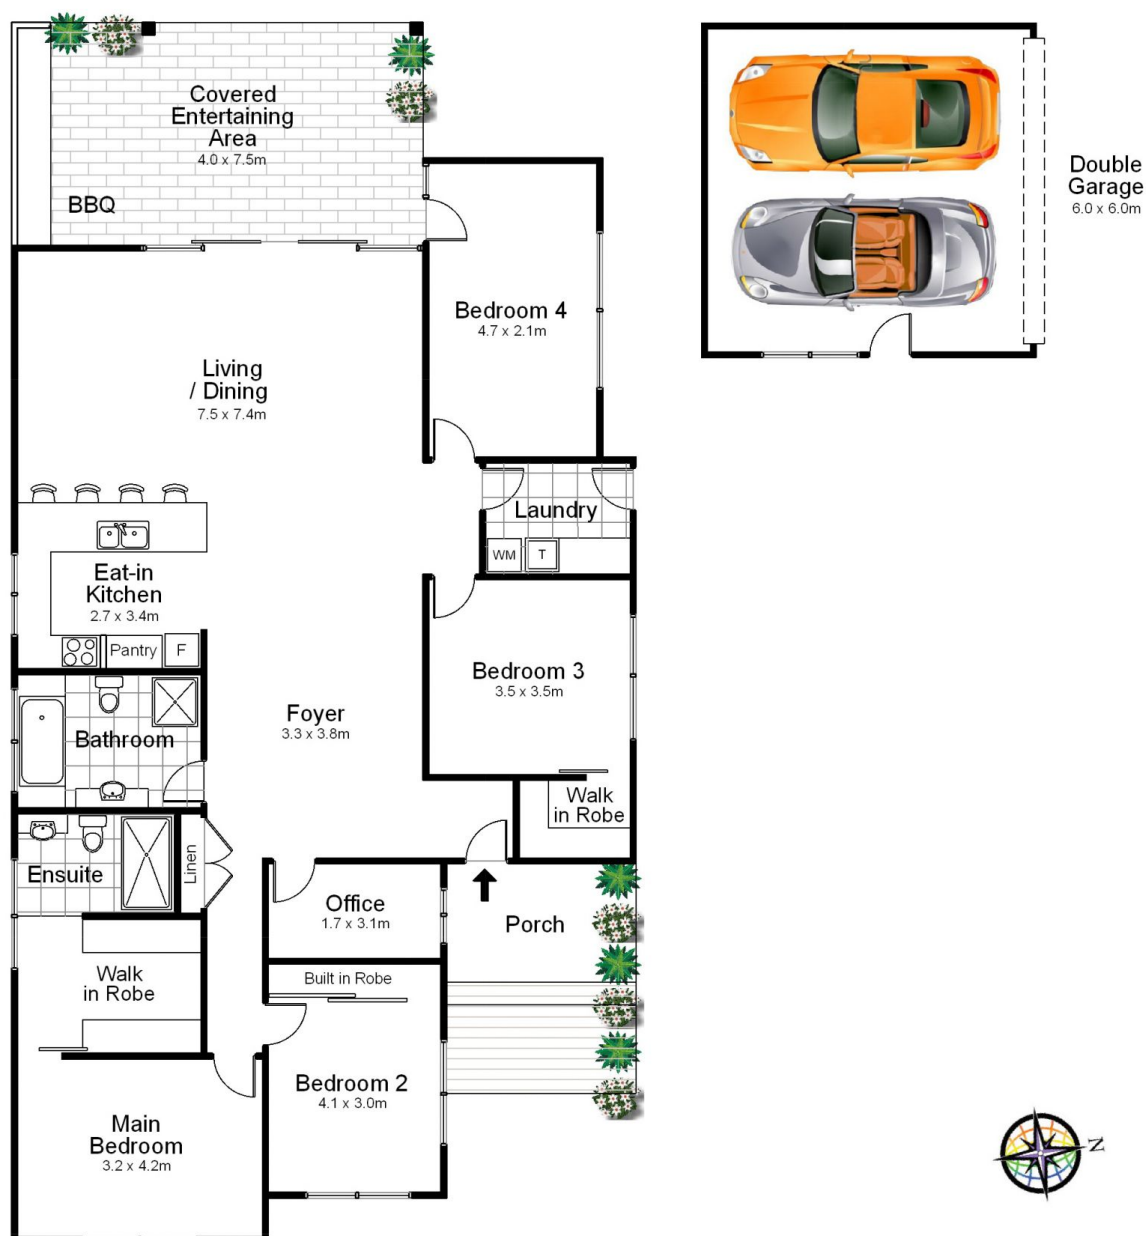 Covered
Entertaining
Area
4.0 x 7.5m
BBQ
Double
Garage
6.0 x 6.0m
Bedroom 4
4.7 x 2.1m
Living
/ Dining
7.5 x 7.4m
Laundry
WM
T
Eat-in
Kitchen
2.7 x 3.4m
Pantry
F
Bedroom 3
3.5 x 3.5m
Foyer
3.3 x 3.8m
Bathroom
Walk
in Robe
Linen
Ensuite
Office
1.7 x 3.1m
Porch
Walk
in Robe
Built in Robe
Bedroom 2
4.1 x 3.0m
Main
Bedroom
3.2 x 4.2m
N